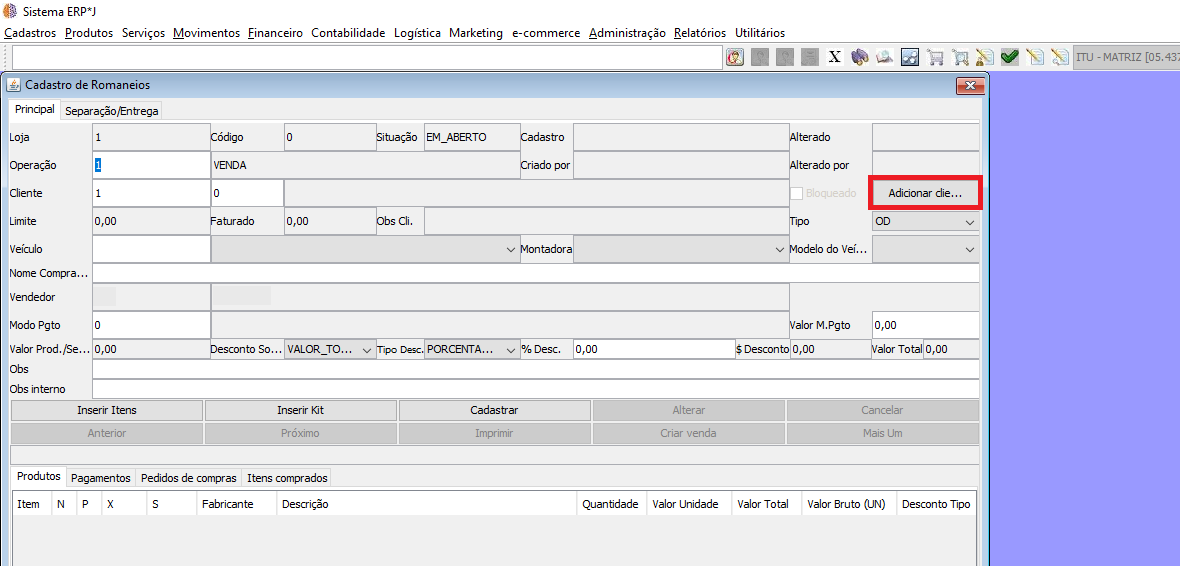 Sistema ERP*J
Cadastros Produtos Serviços Movimentos Financeiro Contabilidade Logística Marketing e-commerce Administração Relatórios Utilitários
X ITU - MATRIZ [05.437
Cadastro de Romaneios
Principal Separação/Entrega
Loja 1 Código 0 Situação EM_ABERTO Cadastro Alterado
Operação 1 VENDA Criado por Alterado por
Cliente 1 0 Bloqueado Adicionar clie...
Limite 0,00 Faturado 0,00 Obs Cli. Tipo OD
Veículo Montadora Modelo do Veí...
Nome Compra...
Vendedor
Modo Pgto 0 Valor M.Pgto 0,00
Valor Prod./Se... 0,00 Desconto So... VALOR_TO... Tipo Desc. PORCENTA... % Desc. 0,00 $ Desconto 0,00 Valor Total 0,00
Obs
Obs interno
Inserir Itens Inserir Kit Cadastrar Alterar Cancelar
Anterior Próximo Imprimir Criar venda Mais Um
Produtos Pagamentos Pedidos de compras Itens comprados
Item N P X S Fabricante Descrição Quantidade Valor Unidade Valor Total Valor Bruto (UN) Desconto Tipo